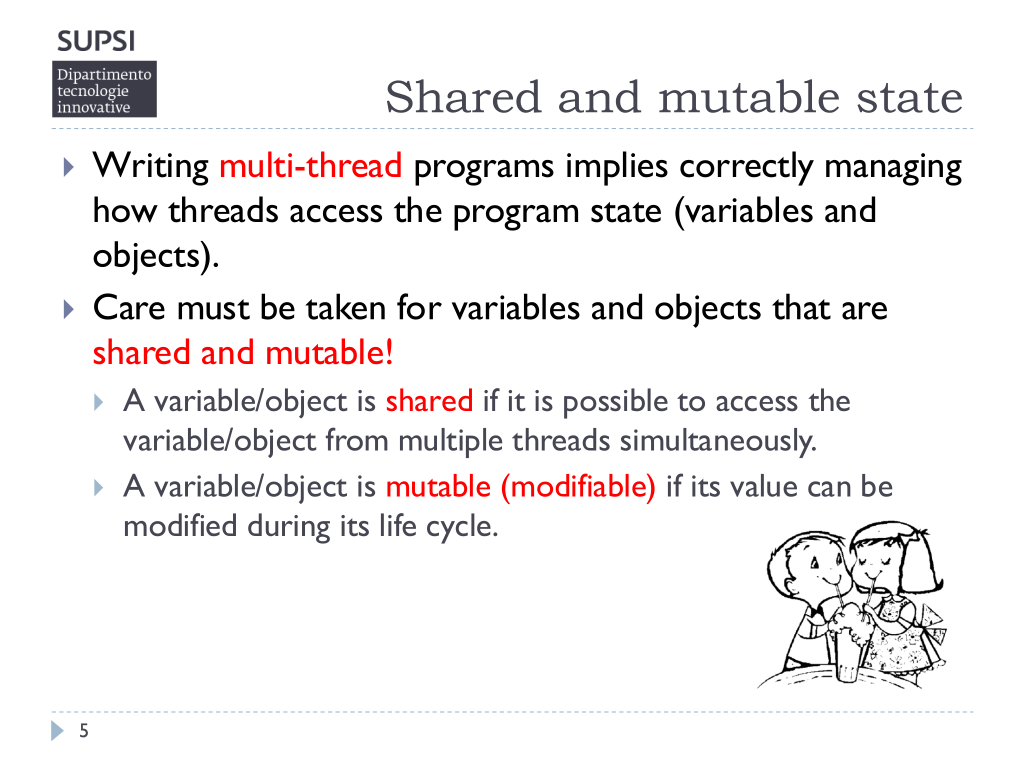 SUPSI
Dipartimento
tecnologie
innovative
Shared and mutable state
Writing multi-thread programs implies correctly managing
how threads access the program state (variables and
objects).
Care must be taken for variables and objects that are
shared and mutable!
A variable/object is shared if it is possible to access the
variable/object from multiple threads simultaneously.
A variable/object is mutable (modifiable) if its value can be
modified during its life cycle.
5